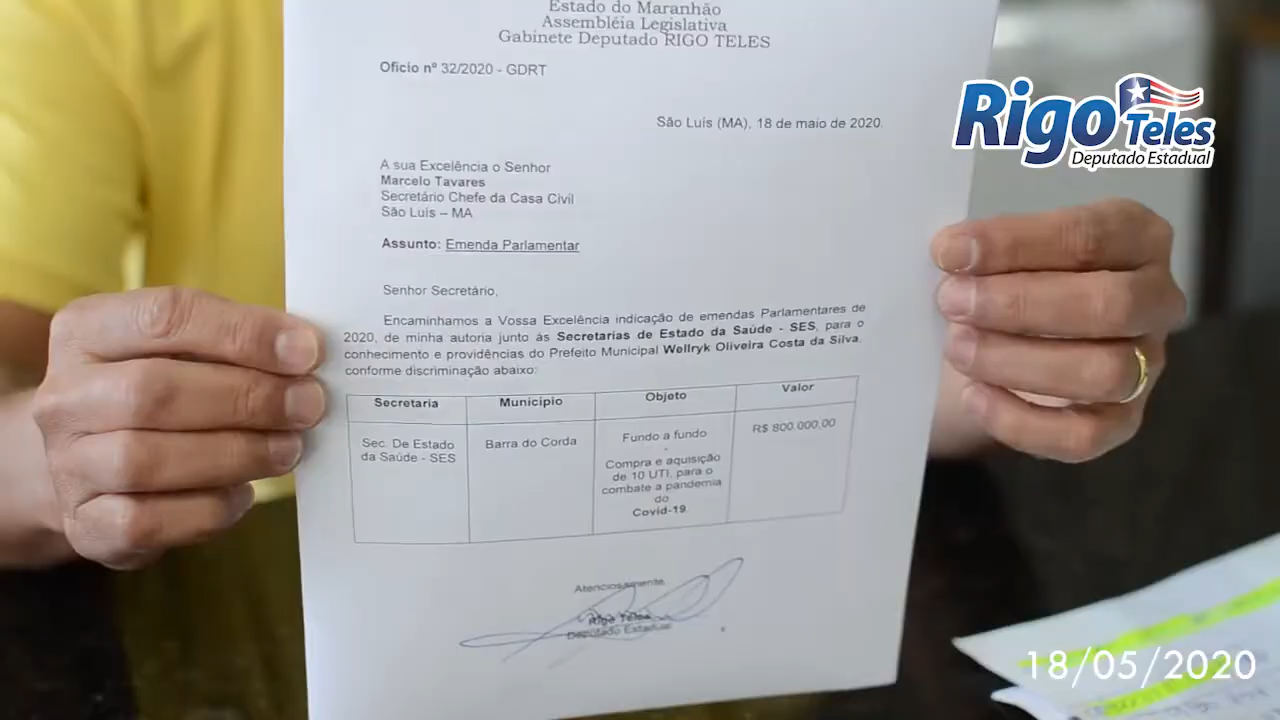 Estado do Maranhão
Assembléia Legislativa
Gabinete Deputado RIGO TELES
Oficio nº 32/2020 - GDRT
São Luís (MA), 18 de maio de 2020.
A sua Excelência o Senhor
Marcelo Tavares
Secretário Chefe da Casa Civil
São Luís – MA
Assunto: Emenda Parlamentar
Senhor Secretário,
Encaminhamos a Vossa Excelência indicação de emendas Parlamentares de
2020, de minha autoria junto às Secretarias de Estado da Saúde - SES, para o
conhecimento e providências do Prefeito Municipal Wellryk Oliveira Costa da Silva.
conforme discriminação abaixo:
Secretaria Município Objeto Valor
Sec. De Estado
da Saúde - SES
Barra do Corda
Fundo a fundo
-
Compra e aquisição
de 10 UTI, para o
combate a pandemia
do
Covid-19.
R$ 800.000,00
Atenciosamente,
Rigo Teles
Deputado Estadual
Rigo
Teles
Deputado Estadual
18/05/2020